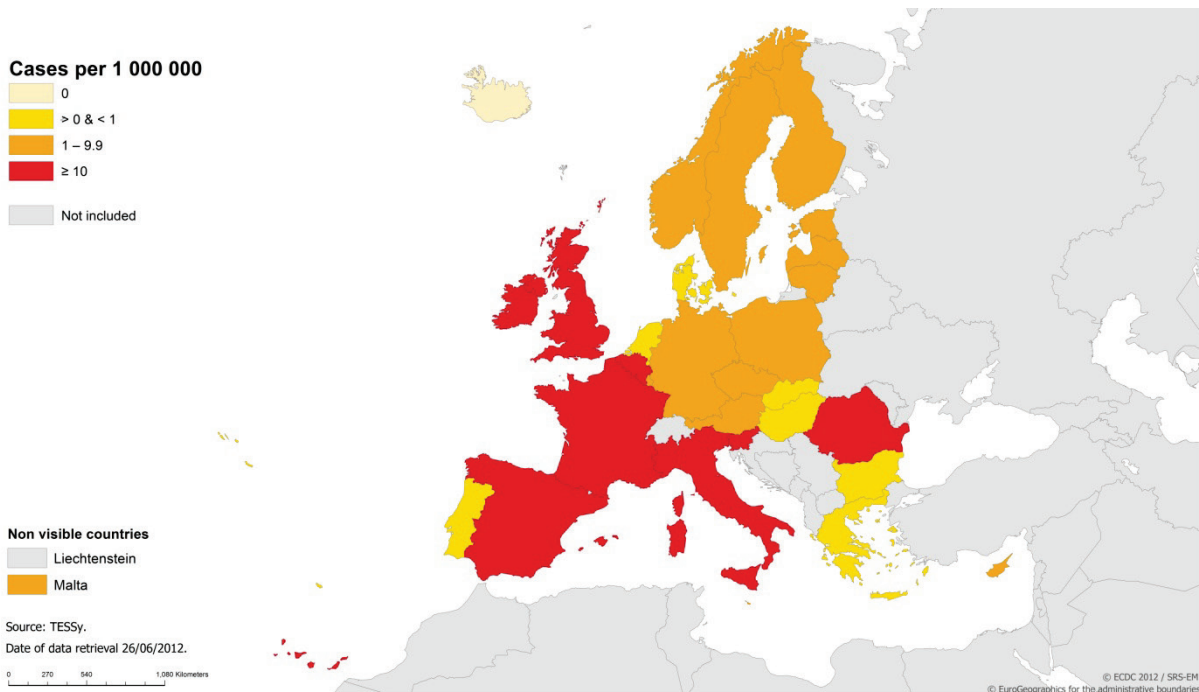 Cases per 1 000 000
0
> 0 & < 1
1 – 9.9
≥ 10
Not included
Non visible countries
Liechtenstein
Malta
Source: TESSy.
Date of data retrieval 26/06/2012.
0 270 540 1,080 Kilometers
© ECDC 2012 / SRS-EM
© EuroGeographics for the administrative boundaries